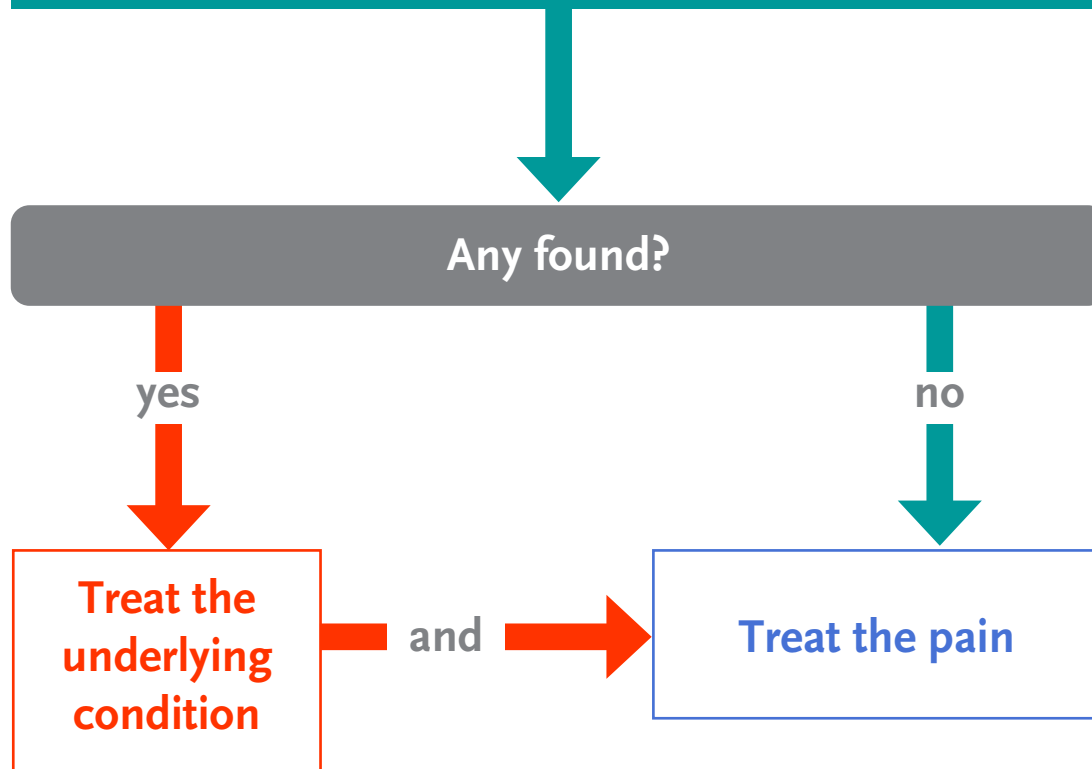 Any found?
yes
no
Treat the
underlying
condition
and
Treat the pain